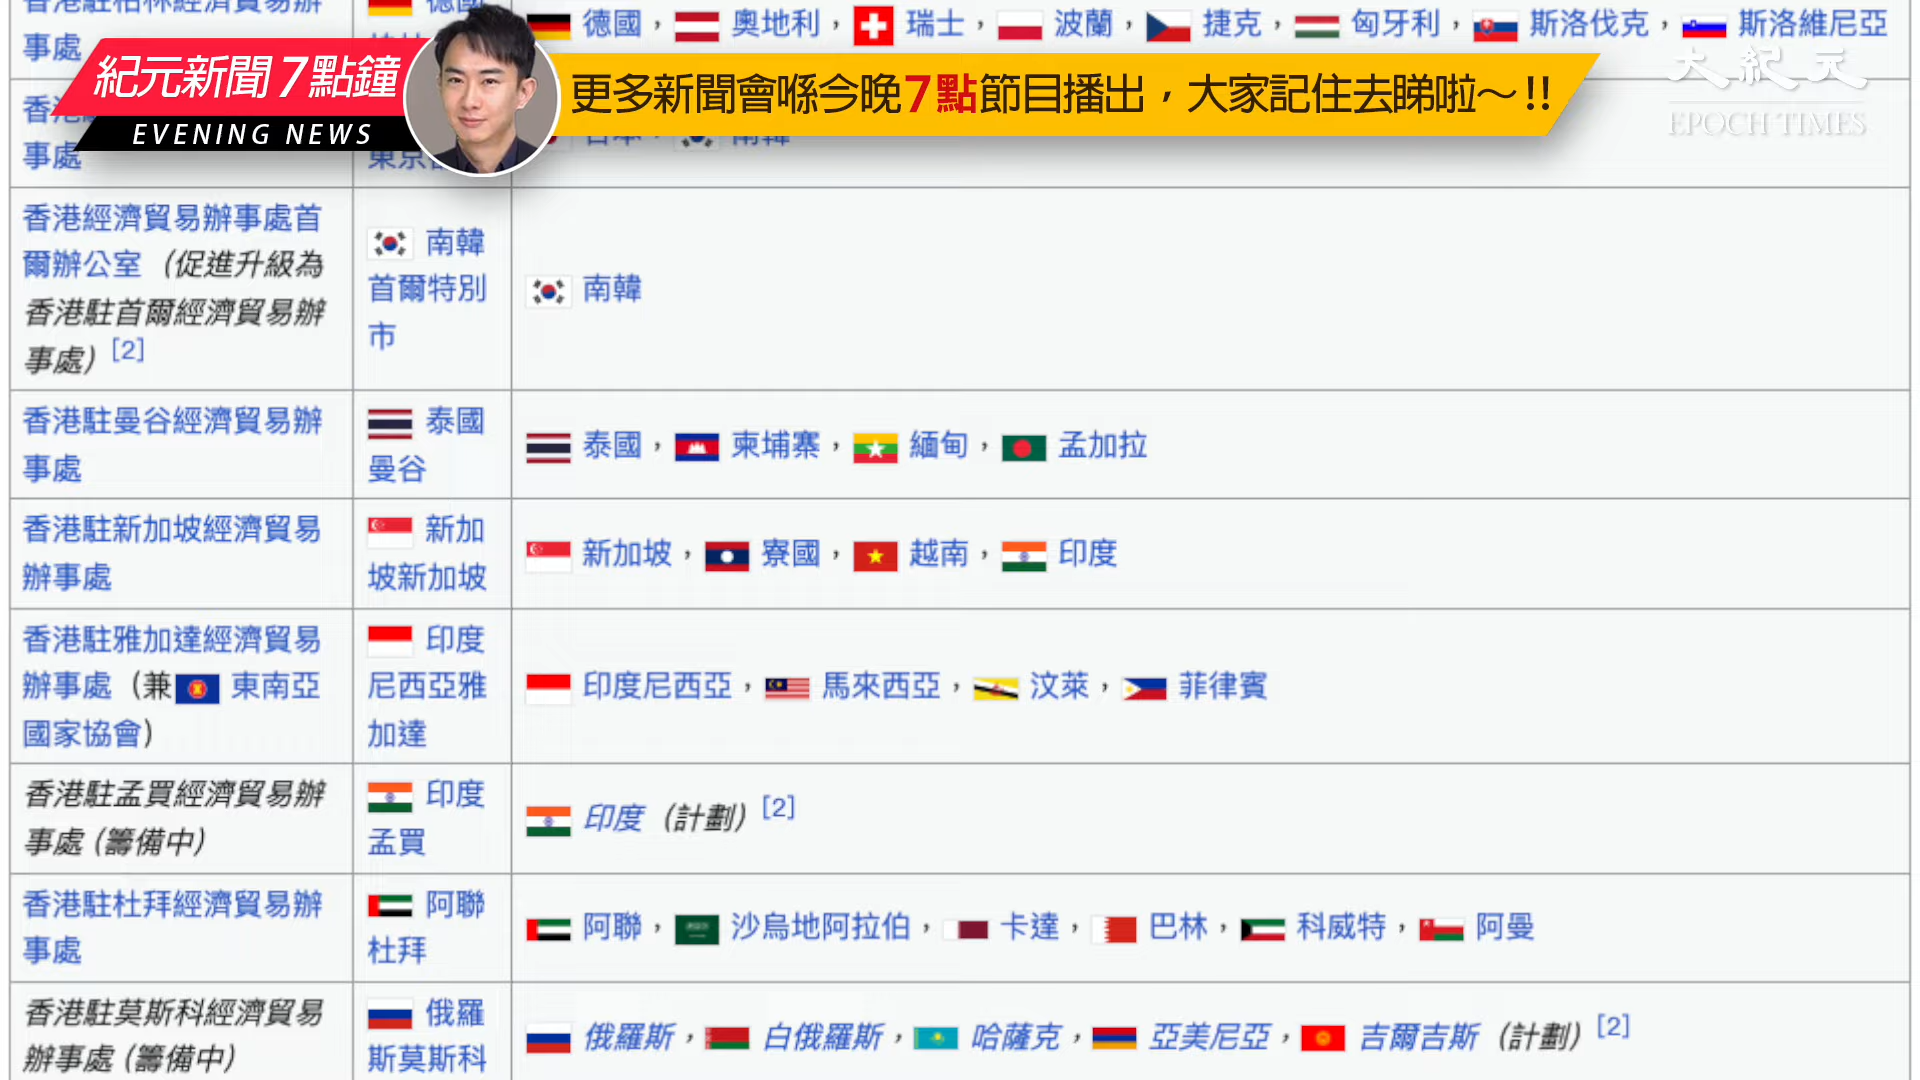 事處
德國，奧地利，瑞士，波蘭，捷克，匈牙利，斯洛伐克，斯洛維尼亞
紀元新聞7點鐘
EVENING NEWS
更多新聞會喺今晚7點節目播出，大家記住去睇啦～!!
大紀元
EPOCH TIMES
事處
香港經濟貿易辦事處首
爾辦公室（促進升級為
香港駐首爾經濟貿易辦
事處）[2]
南韓
首爾特別
市
南韓
香港駐曼谷經濟貿易辦
事處
泰國
曼谷
泰國，柬埔寨，緬甸，孟加拉
香港駐新加坡經濟貿易
辦事處
新加
坡新加坡
新加坡，寮國，越南，印度
香港駐雅加達經濟貿易
辦事處（兼東南亞
國家協會）
印度
尼西亞雅
加達
印度尼西亞，馬來西亞，汶萊，菲律賓
香港駐孟買經濟貿易辦
事處（籌備中）
印度
孟買
印度（計劃）[2]
香港駐杜拜經濟貿易辦
事處
阿聯
杜拜
阿聯，沙烏地阿拉伯，卡達，巴林，科威特，阿曼
香港駐莫斯科經濟貿易
辦事處（籌備中）
俄羅
斯莫斯科
俄羅斯，白俄羅斯，哈薩克，亞美尼亞，吉爾吉斯（計劃）[2]